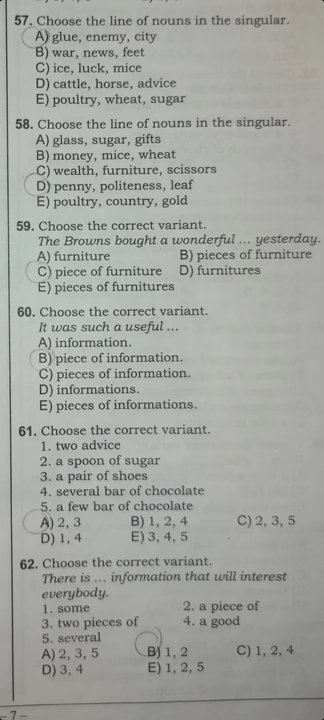 57. Choose the line of nouns in the singular.
A) glue, enemy, city
B) war, news, feet
C) ice, luck, mice
D) cattle, horse, advice
E) poultry, wheat, sugar
58. Choose the line of nouns in the singular.
A) glass, sugar, gifts
B) money, mice, wheat
C) wealth, furniture, scissors
D) penny, politeness, leaf
E) poultry, country, gold
59. Choose the correct variant.
The Browns bought a wonderful ... yesterday.
A) furniture B) pieces of furniture
C) piece of furniture D) furnitures
E) pieces of furnitures
60. Choose the correct variant.
It was such a useful ...
A) information.
B) piece of information.
C) pieces of information.
D) informations.
E) pieces of informations.
61. Choose the correct variant.
1. two advice
2. a spoon of sugar
3. a pair of shoes
4. several bar of chocolate
5. a few bar of chocolate
A) 2, 3 B) 1, 2, 4 C) 2, 3, 5
D) 1, 4 E) 3, 4, 5
62. Choose the correct variant.
There is ... information that will interest
everybody.
1. some 2. a piece of
3. two pieces of 4. a good
5. several
A) 2, 3, 5 B) 1, 2 C) 1, 2, 4
D) 3, 4 E) 1, 2, 5
– 7 –